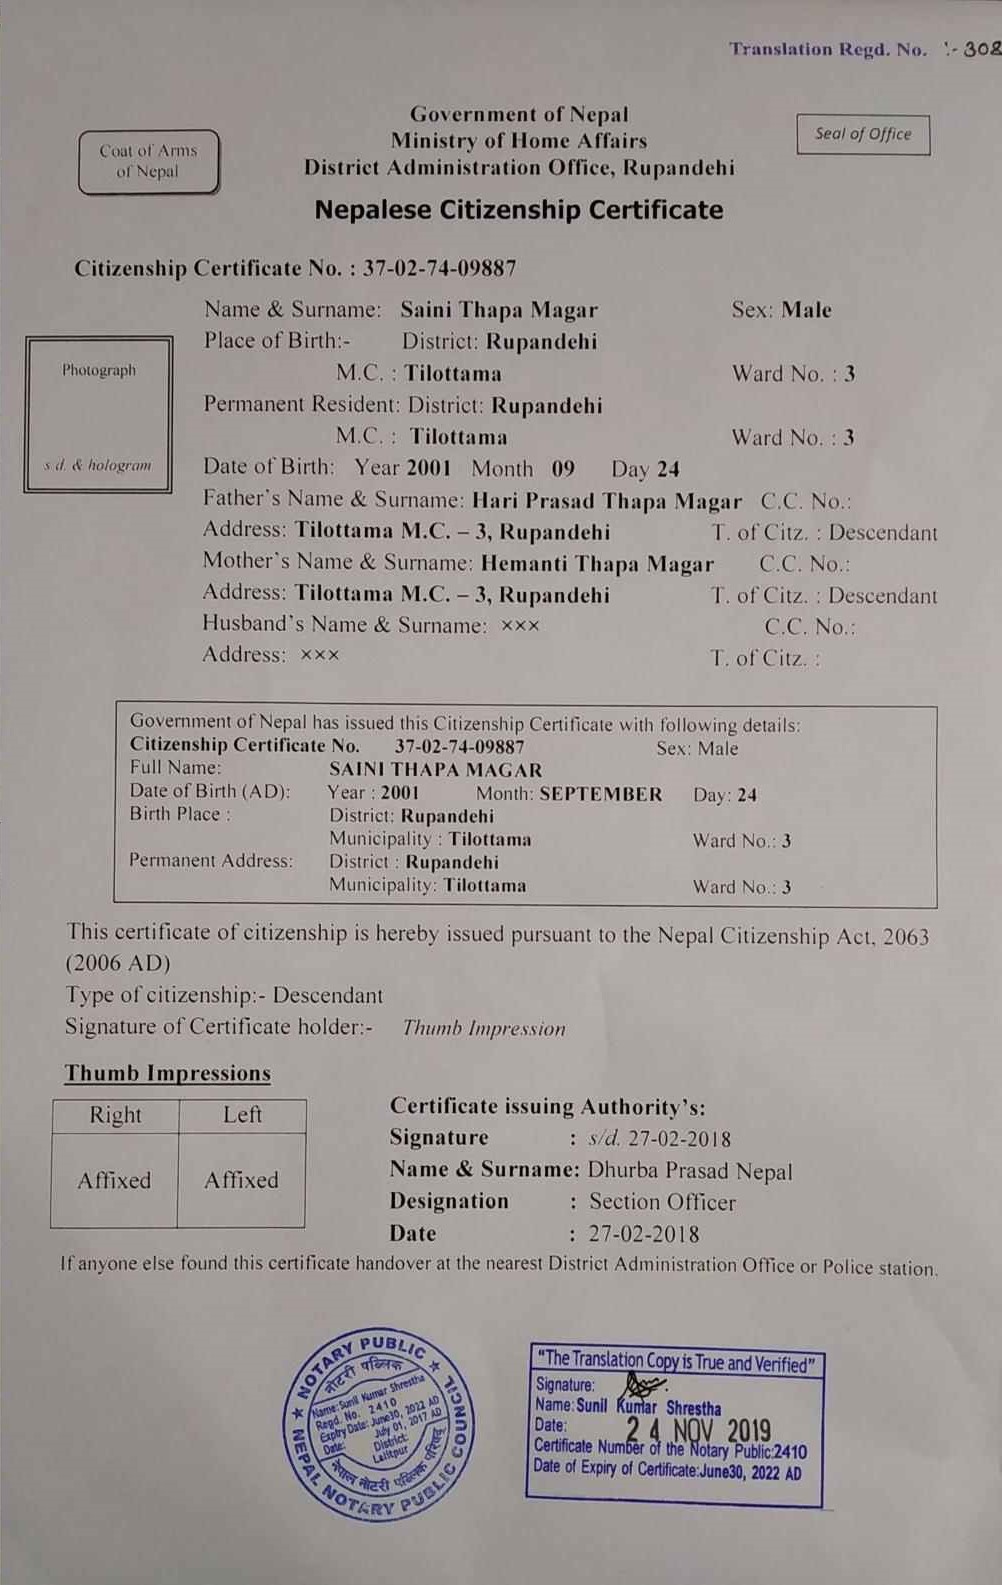 Translation Regd. No. :- 308
Government of Nepal
Ministry of Home Affairs
District Administration Office, Rupandehi
Coat of Arms
of Nepal
Seal of Office
Nepalese Citizenship Certificate
Citizenship Certificate No. : 37-02-74-09887
Name & Surname: Saini Thapa Magar Sex: Male
Place of Birth:- District: Rupandehi
M.C. : Tilottama Ward No. : 3
Permanent Resident: District: Rupandehi
M.C. : Tilottama Ward No. : 3
Photograph
s.d. & hologram
Date of Birth: Year 2001 Month 09 Day 24
Father's Name & Surname: Hari Prasad Thapa Magar C.C. No.:
Address: Tilottama M.C. – 3, Rupandehi T. of Citz. : Descendant
Mother's Name & Surname: Hemanti Thapa Magar C.C. No.:
Address: Tilottama M.C. – 3, Rupandehi T. of Citz. : Descendant
Husband's Name & Surname: ××× C.C. No.:
Address: ××× T. of Citz. :
Government of Nepal has issued this Citizenship Certificate with following details:
Citizenship Certificate No. 37-02-74-09887 Sex: Male
Full Name: SAINI THAPA MAGAR
Date of Birth (AD): Year : 2001 Month: SEPTEMBER Day: 24
Birth Place : District: Rupandehi
Municipality : Tilottama Ward No.: 3
Permanent Address: District : Rupandehi
Municipality: Tilottama Ward No.: 3
This certificate of citizenship is hereby issued pursuant to the Nepal Citizenship Act, 2063
(2006 AD)
Type of citizenship:- Descendant
Signature of Certificate holder:- Thumb Impression
Thumb Impressions
Right Left
Affixed Affixed
Certificate issuing Authority's:
Signature : s/d. 27-02-2018
Name & Surname: Dhurba Prasad Nepal
Designation : Section Officer
Date : 27-02-2018
If anyone else found this certificate handover at the nearest District Administration Office or Police station.
★ NOTARY PUBLIC ★
NEPAL NOTARY PUBLIC COUNCIL
नोटरी पब्लिक
Name: Sunil Kumar Shrestha
Regd. No. 2410
Expiry Date: June30, 2022 AD
Date: July 01, 2017 AD
District:
Lalitpur
नेपाल नोटरी पब्लिक परिषद
"The Translation Copy is True and Verified"
Signature:
Name: Sunil Kumar Shrestha
Date: 24 NOV 2019
Certificate Number of the Notary Public:2410
Date of Expiry of Certificate:June30, 2022 AD